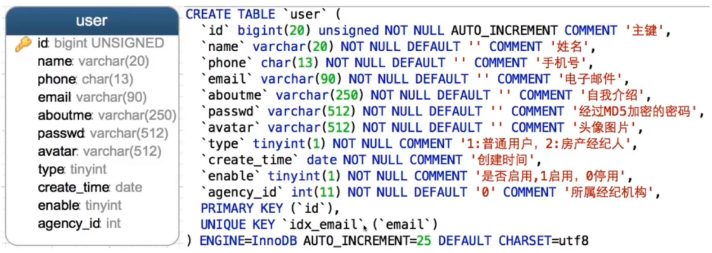 user
id: bigint UNSIGNED
name: varchar(20)
phone: char(13)
email varchar(90)
aboutme: varchar(250)
passwd: varchar(512)
avatar: varchar(512)
type: tinyint
create_time: date
enable: tinyint
agency_id: int
CREATE TABLE `user` (
`id` bigint(20) unsigned NOT NULL AUTO_INCREMENT COMMENT '主键',
`name` varchar(20) NOT NULL DEFAULT '' COMMENT '姓名',
`phone` char(13) NOT NULL DEFAULT '' COMMENT '手机号',
`email` varchar(90) NOT NULL DEFAULT '' COMMENT '电子邮件',
`aboutme` varchar(250) NOT NULL DEFAULT '' COMMENT '自我介绍',
`passwd` varchar(512) NOT NULL DEFAULT '' COMMENT '经过MD5加密的密码',
`avatar` varchar(512) NOT NULL DEFAULT '' COMMENT '头像图片',
`type` tinyint(1) NOT NULL COMMENT '1:普通用户，2:房产经纪人',
`create_time` date NOT NULL COMMENT '创建时间',
`enable` tinyint(1) NOT NULL COMMENT '是否启用,1启用，0停用',
`agency_id` int(11) NOT NULL DEFAULT '0' COMMENT '所属经纪机构',
PRIMARY KEY (`id`),
UNIQUE KEY `idx_email` (`email`)
) ENGINE=InnoDB AUTO_INCREMENT=25 DEFAULT CHARSET=utf8